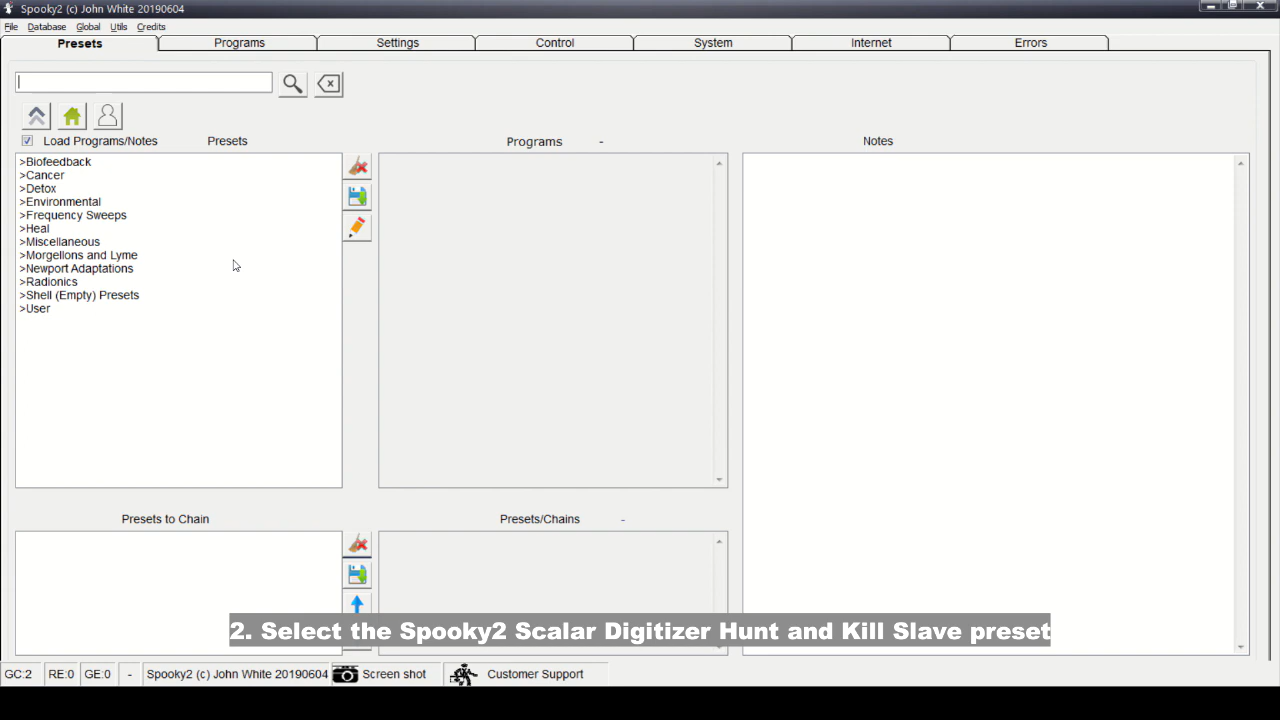 Spooky2 (c) John White 20190604
File Database Global Utils Credits
Presets Programs Settings Control System Internet Errors
Load Programs/Notes Presets Programs - Notes
>Biofeedback
>Cancer
>Detox
>Environmental
>Frequency Sweeps
>Heal
>Miscellaneous
>Morgellons and Lyme
>Newport Adaptations
>Radionics
>Shell (Empty) Presets
>User
Presets to Chain Presets/Chains -
2. Select the Spooky2 Scalar Digitizer Hunt and Kill Slave preset
GC:2 RE:0 GE:0 - Spooky2 (c) John White 20190604 Screen shot Customer Support